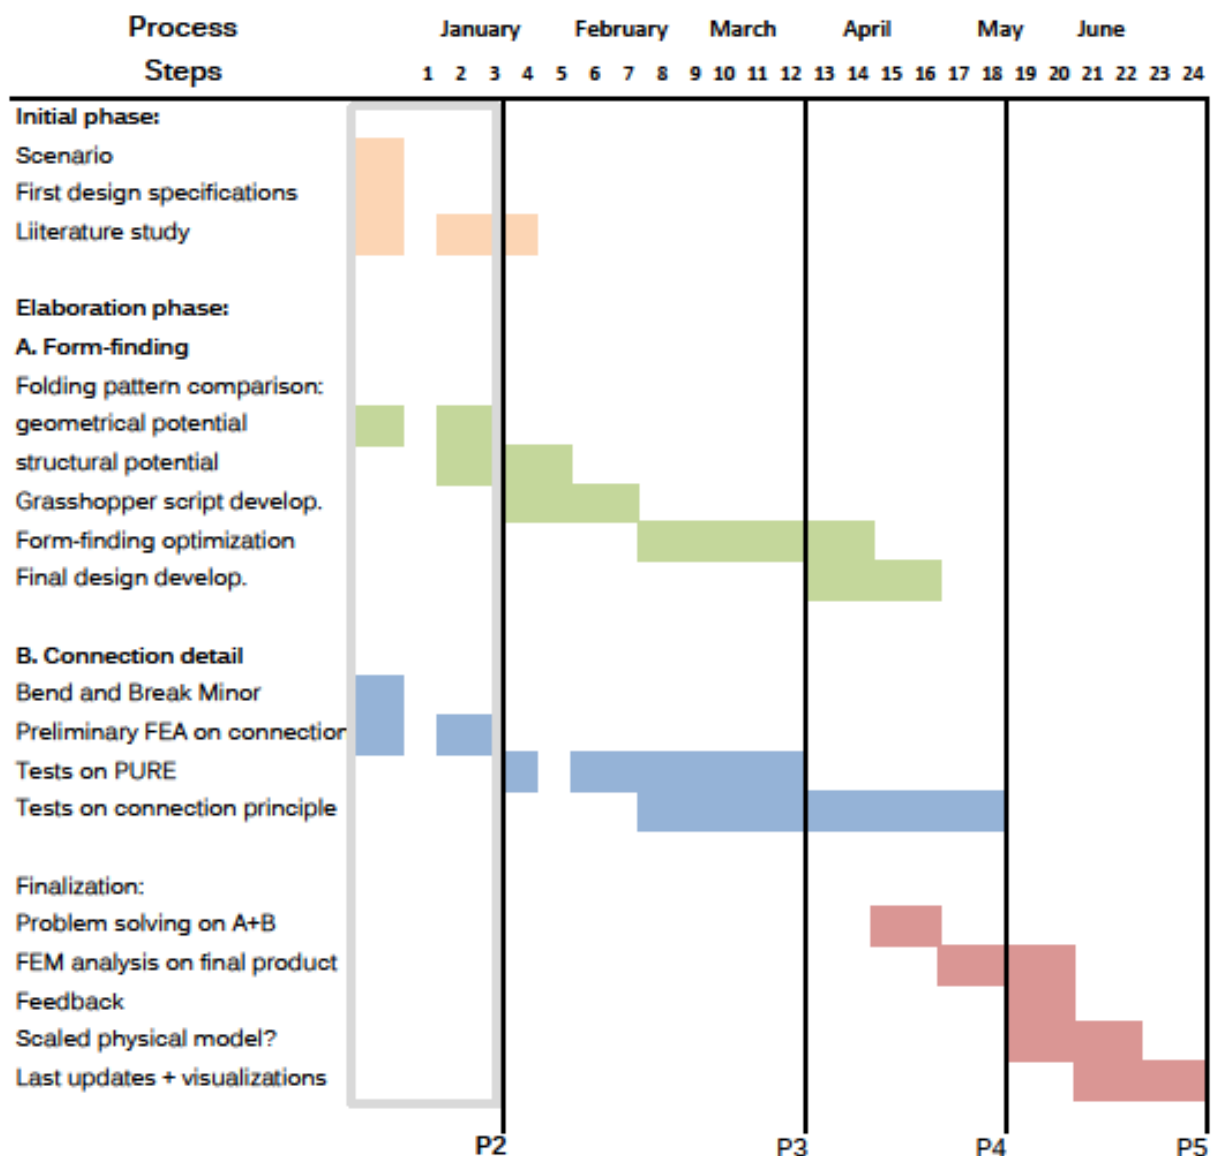 Process January February March April May June
Steps 1 2 3 4 5 6 7 8 9 10 11 12 13 14 15 16 17 18 19 20 21 22 23 24
Initial phase:
Scenario
First design specifications
Liiterature study
Elaboration phase:
A. Form-finding
Folding pattern comparison:
geometrical potential
structural potential
Grasshopper script develop.
Form-finding optimization
Final design develop.
B. Connection detail
Bend and Break Minor
Preliminary FEA on connection
Tests on PURE
Tests on connection principle
Finalization:
Problem solving on A+B
FEM analysis on final product
Feedback
Scaled physical model?
Last updates + visualizations
P2 P3 P4 P5